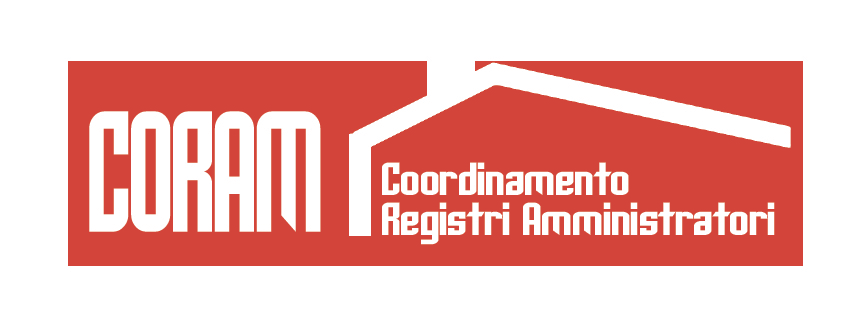 CORAM
Coordinamento
Registri Amministratori